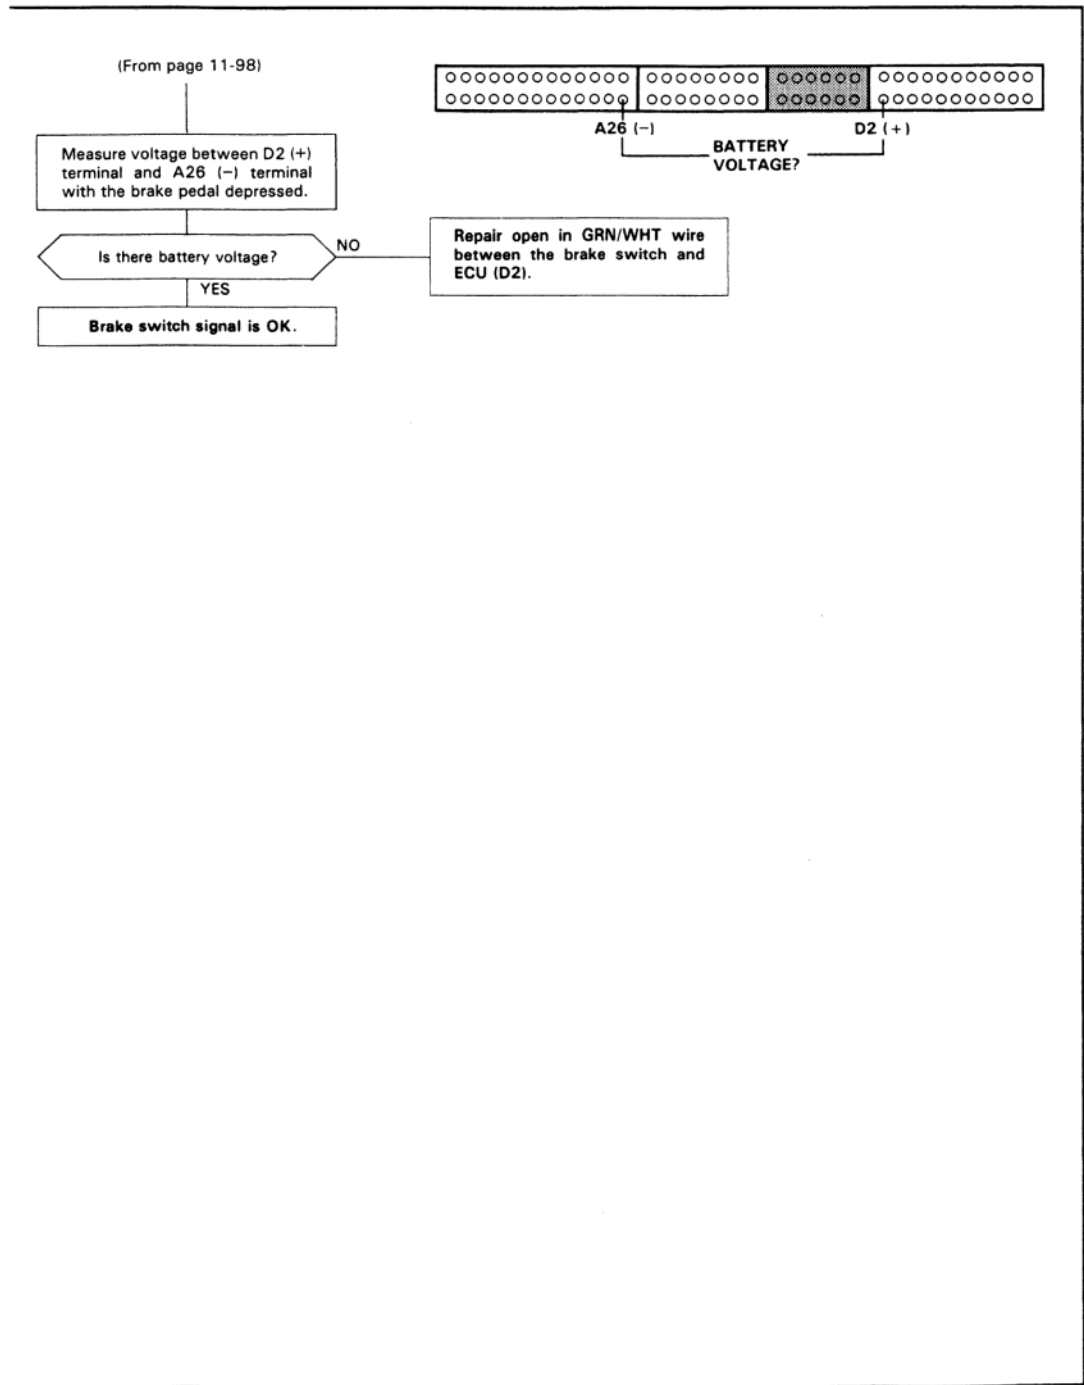 (From page 11-98)
A26 (−)
D2 (+)
BATTERY
VOLTAGE?
Measure voltage between D2 (+)
terminal and A26 (−) terminal
with the brake pedal depressed.
Is there battery voltage?
NO
Repair open in GRN/WHT wire
between the brake switch and
ECU (D2).
YES
Brake switch signal is OK.